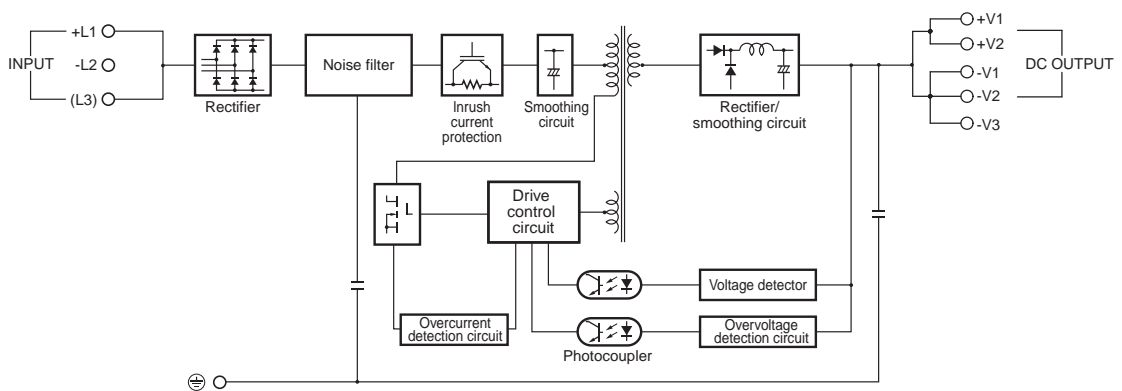 +L1
INPUT
-L2
(L3)
Rectifier
Noise filter
Inrush
current
protection
Smoothing
circuit
Rectifier/
smoothing circuit
+V1
+V2
DC OUTPUT
-V1
-V2
-V3
Drive
control
circuit
Voltage detector
Overcurrent
detection circuit
Overvoltage
detection circuit
Photocoupler